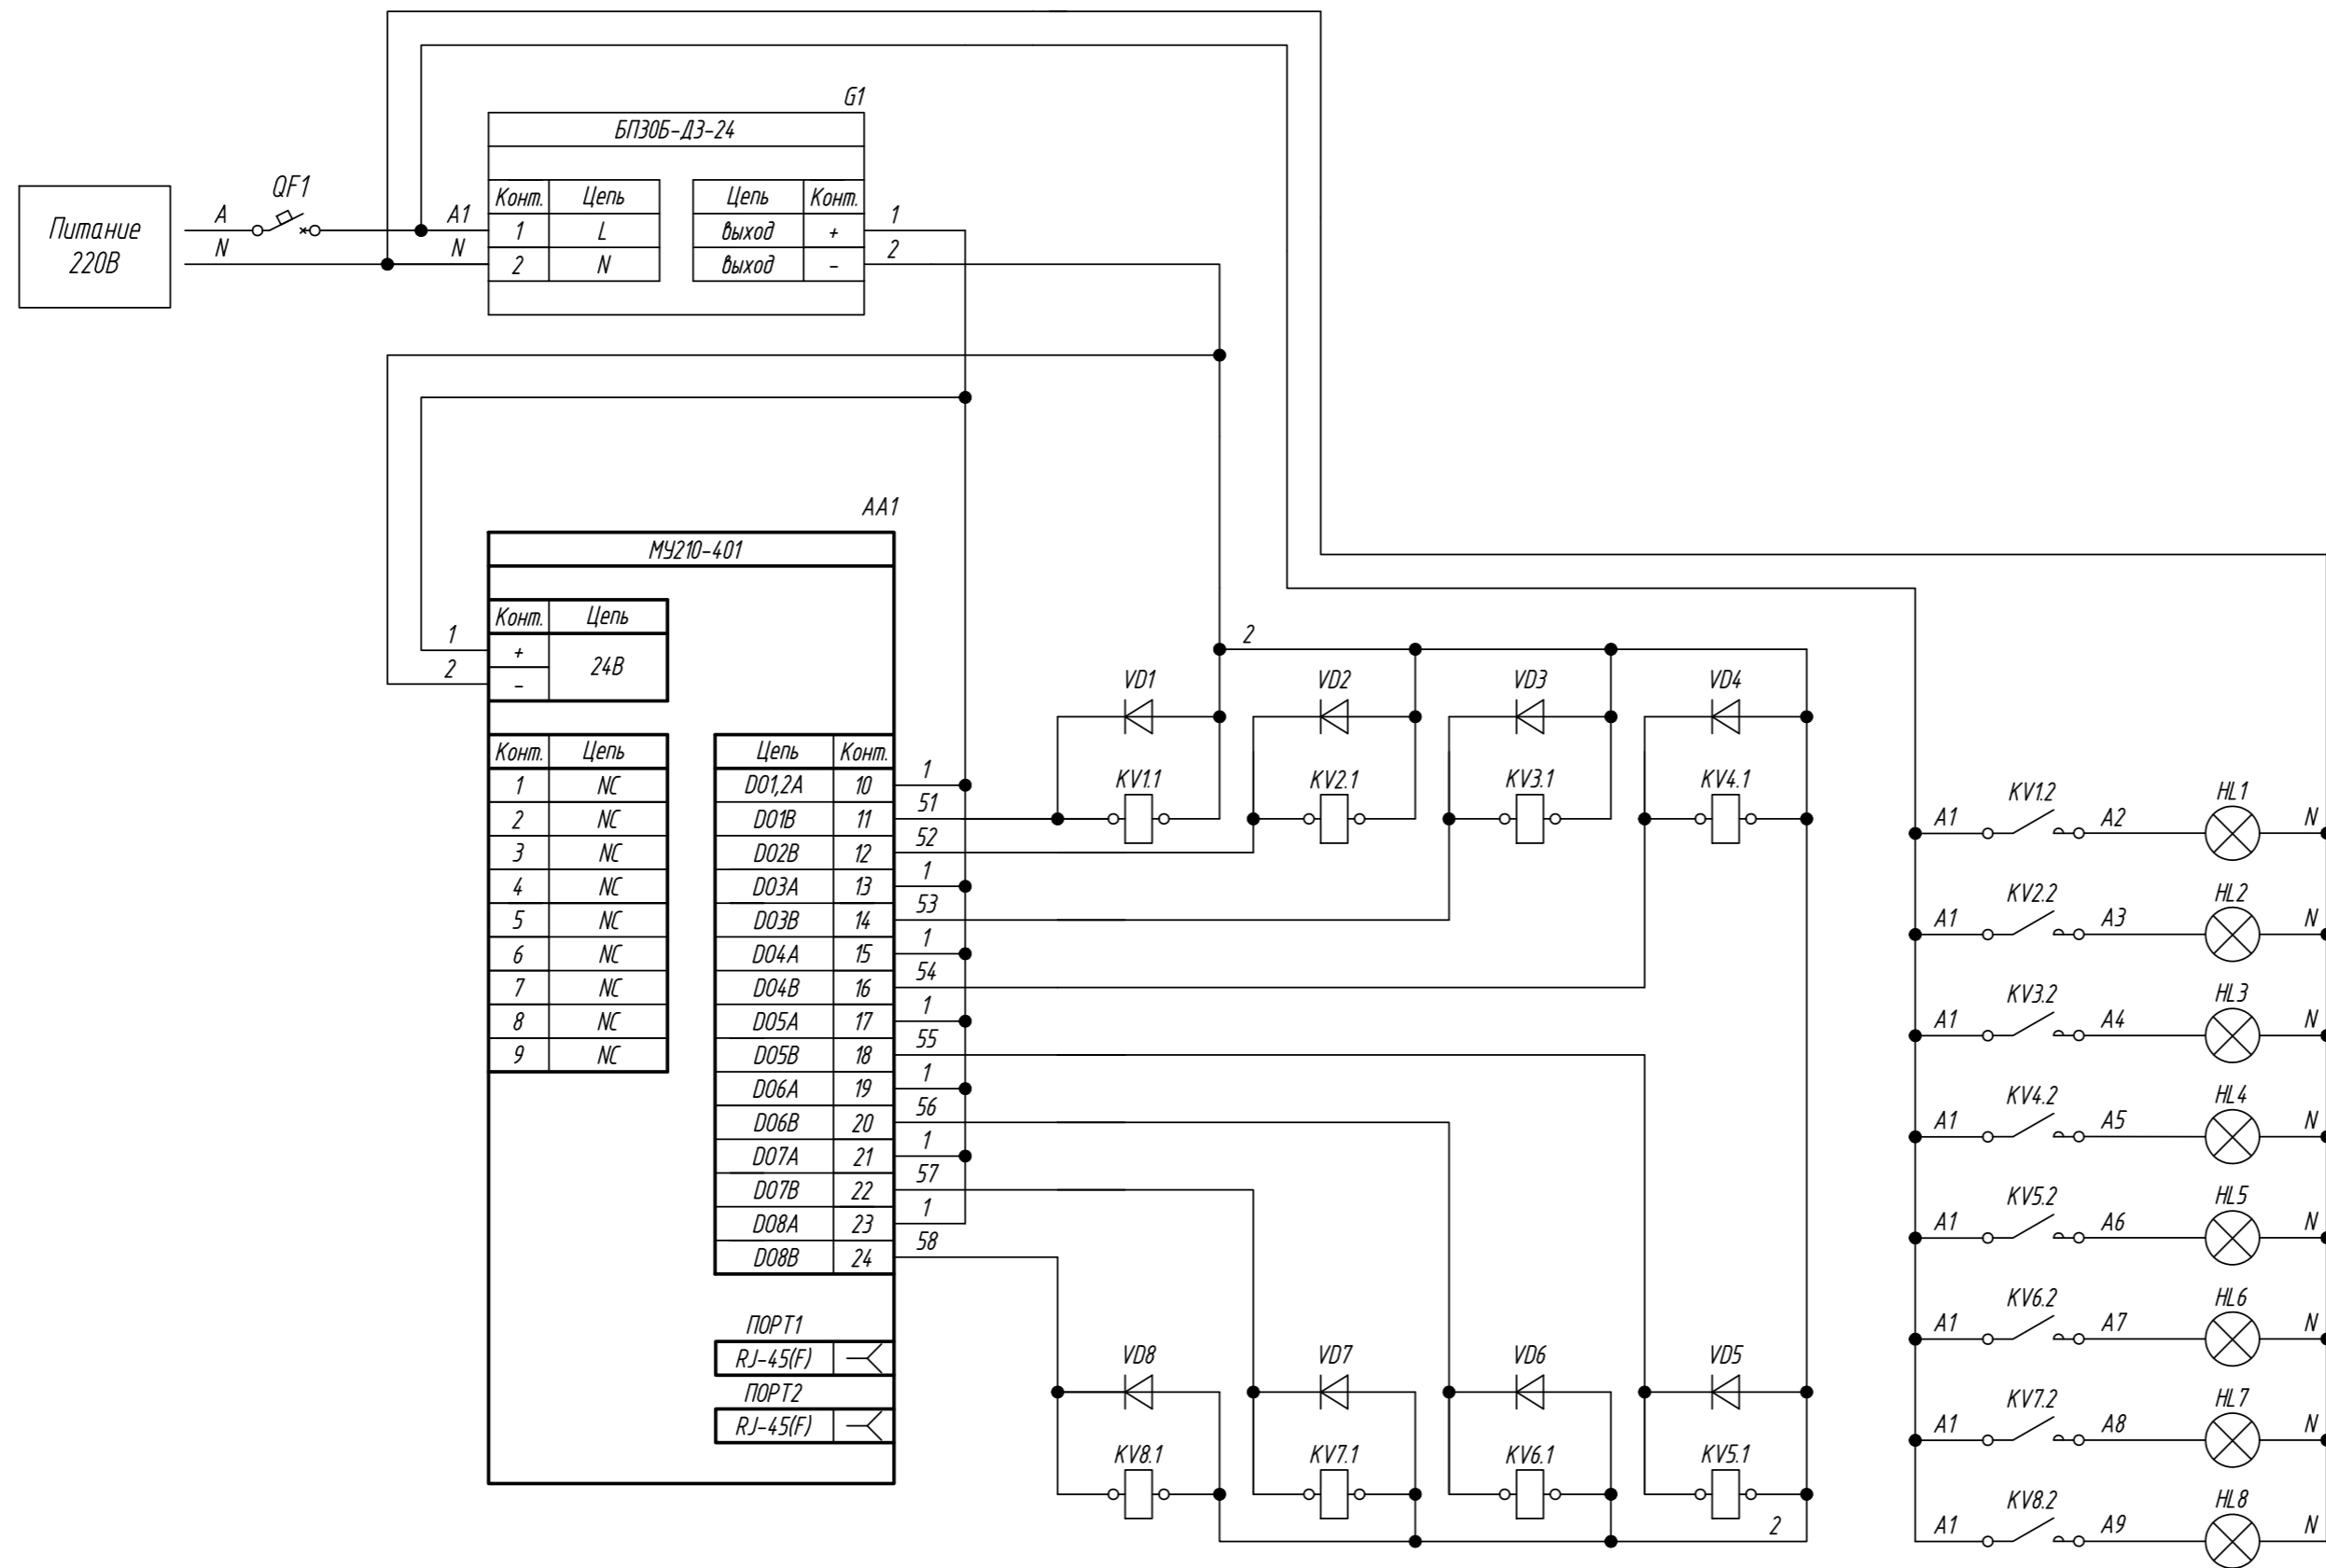 G1
БП30Б-Д3-24
Питание
220В
A
N
QF1
A1
N
Конт. Цепь
1 L
2 N
Цепь Конт.
выход +
выход -
1
2
AA1
МУ210-401
1
2
Конт. Цепь
+ 24В
-
Конт. Цепь
1 NC
2 NC
3 NC
4 NC
5 NC
6 NC
7 NC
8 NC
9 NC
Цепь Конт.
DO1,2A 10 1
DO1B 11 51
DO2B 12 52
DO3A 13 1
DO3B 14 53
DO4A 15 1
DO4B 16 54
DO5A 17 1
DO5B 18 55
DO6A 19 1
DO6B 20 56
DO7A 21 1
DO7B 22 57
DO8A 23 1
DO8B 24 58
ПОРТ1
RJ-45(F)
ПОРТ2
RJ-45(F)
2
VD1 VD2 VD3 VD4
KV1.1 KV2.1 KV3.1 KV4.1
VD8 VD7 VD6 VD5
KV8.1 KV7.1 KV6.1 KV5.1
2
A1 KV1.2 A2 HL1 N
A1 KV2.2 A3 HL2 N
A1 KV3.2 A4 HL3 N
A1 KV4.2 A5 HL4 N
A1 KV5.2 A6 HL5 N
A1 KV6.2 A7 HL6 N
A1 KV7.2 A8 HL7 N
A1 KV8.2 A9 HL8 N